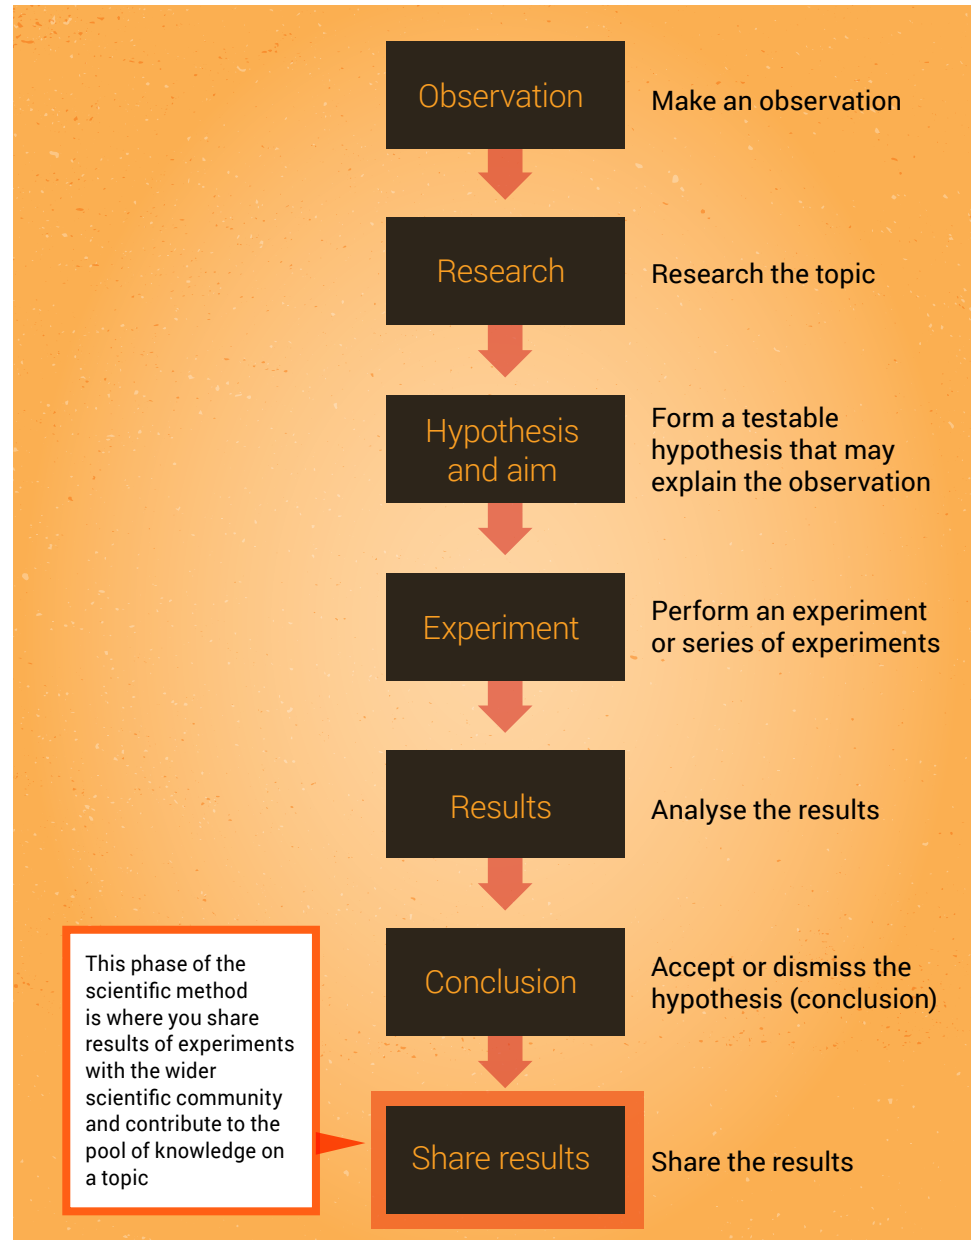 Observation
Make an observation
Research
Research the topic
Hypothesis
and aim
Form a testable
hypothesis that may
explain the observation
Experiment
Perform an experiment
or series of experiments
Results
Analyse the results
Conclusion
Accept or dismiss the
hypothesis (conclusion)
This phase of the
scientific method
is where you share
results of experiments
with the wider
scientific community
and contribute to the
pool of knowledge on
a topic
Share results
Share the results